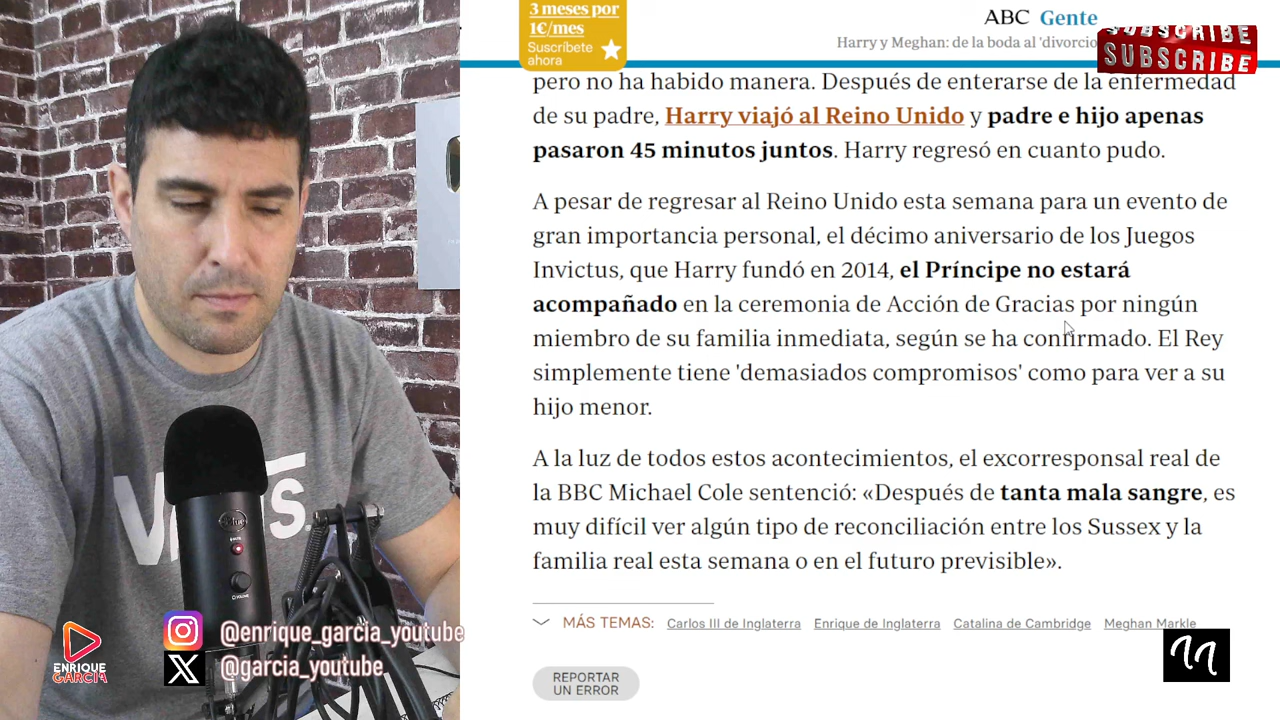 3 meses por
1€/mes
Suscríbete
ahora
ABC Gente
Harry y Meghan: de la boda al 'divorcio
SUBSCRIBE
SUBSCRIBE
pero no ha habido manera. Después de enterarse de la enfermedad
de su padre, Harry viajó al Reino Unido y padre e hijo apenas
pasaron 45 minutos juntos. Harry regresó en cuanto pudo.
A pesar de regresar al Reino Unido esta semana para un evento de
gran importancia personal, el décimo aniversario de los Juegos
Invictus, que Harry fundó en 2014, el Príncipe no estará
acompañado en la ceremonia de Acción de Gracias por ningún
miembro de su familia inmediata, según se ha confirmado. El Rey
simplemente tiene 'demasiados compromisos' como para ver a su
hijo menor.
A la luz de todos estos acontecimientos, el excorresponsal real de
la BBC Michael Cole sentenció: «Después de tanta mala sangre, es
muy difícil ver algún tipo de reconciliación entre los Sussex y la
familia real esta semana o en el futuro previsible».
MÁS TEMAS: Carlos III de Inglaterra Enrique de Inglaterra Catalina de Cambridge Meghan Markle
REPORTAR
UN ERROR
VANS
Blue
@enrique_garcia_youtube
@garcia_youtube
ENRIQUE
GARCIA